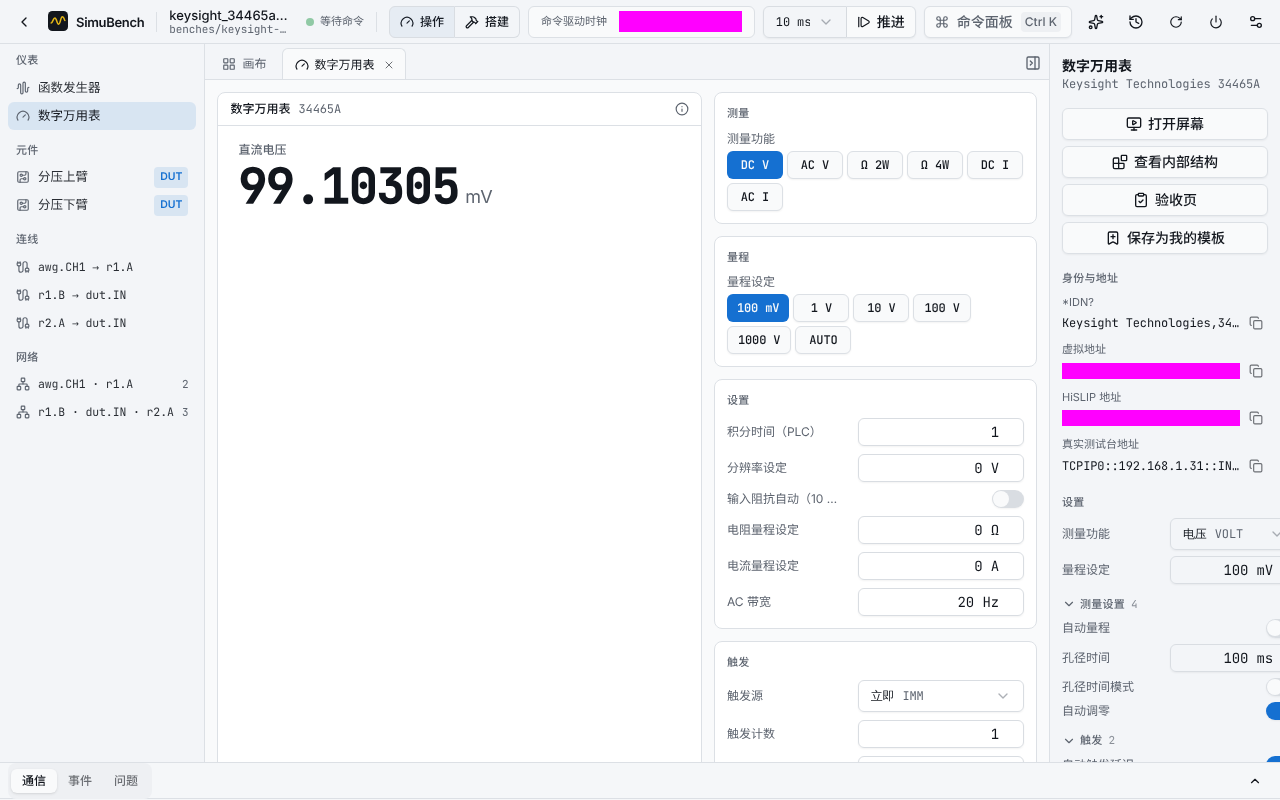 SimuBench
keysight_34465a...
benches/keysight-...
等待命令
操作
搭建
命令驱动时钟
10 ms
推进
命令面板
Ctrl K
仪表
函数发生器
数字万用表
元件
分压上臂
DUT
分压下臂
DUT
连线
awg.CH1 → r1.A
r1.B → dut.IN
r2.A → dut.IN
网络
awg.CH1 · r1.A 2
r1.B · dut.IN · r2.A 3
画布
数字万用表
数字万用表 34465A
直流电压
99.10305 mV
测量
测量功能
DC V
AC V
Ω 2W
Ω 4W
DC I
AC I
量程
量程设定
100 mV
1 V
10 V
100 V
1000 V
AUTO
设置
积分时间（PLC） 1
分辨率设定 0 V
输入阻抗自动（10 ...
电阻量程设定 0 Ω
电流量程设定 0 A
AC 带宽 20 Hz
触发
触发源 立即 IMM
触发计数 1
数字万用表
Keysight Technologies 34465A
打开屏幕
查看内部结构
验收页
保存为我的模板
身份与地址
*IDN?
Keysight Technologies,34...
虚拟地址
HiSLIP 地址
真实测试台地址
TCPIP0::192.168.1.31::IN...
设置
测量功能 电压 VOLT
量程设定 100 mV
测量设置 4
自动量程
孔径时间 100 ms
孔径时间模式
自动调零
触发 2
通信
事件
问题